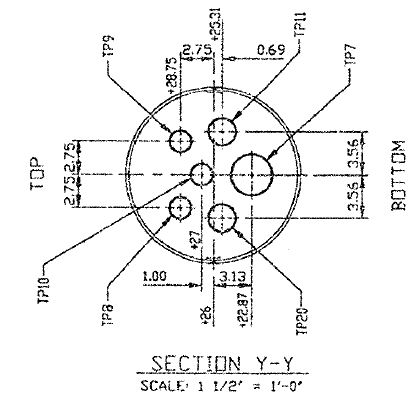 +25.31
2.75
0.69
TP9
+28.75
TP11
TP7
TOP
2.75
2.75
3.56
3.56
BOTTOM
+27
1.00
3.13
TP10
TP8
+26
+22.87
TP20
SECTION Y-Y
SCALE: 1 1/2" = 1'-0"